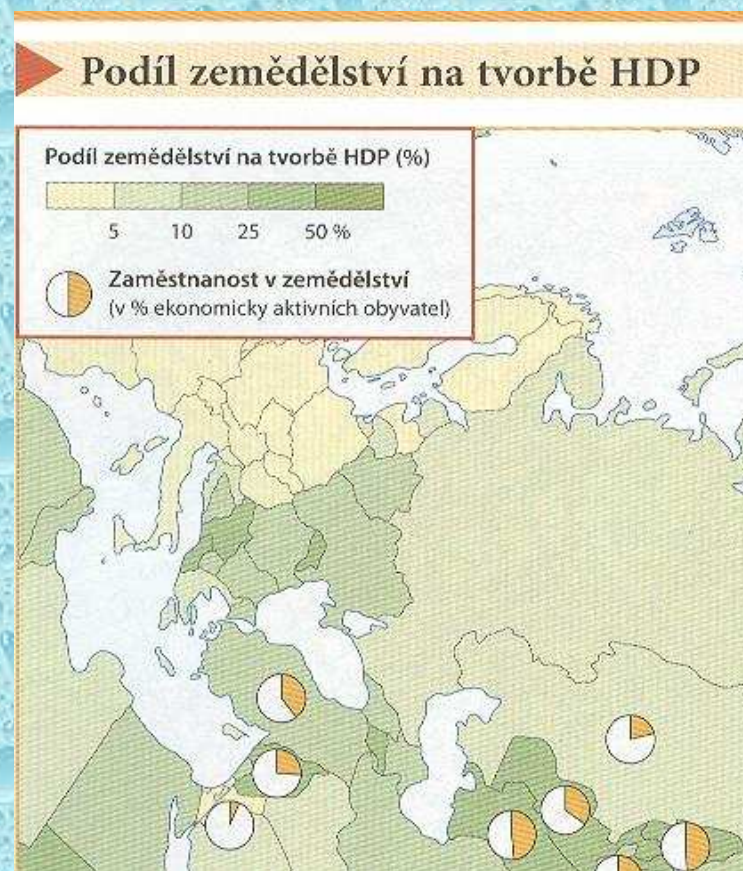 Podíl zemědělství na tvorbě HDP
Podíl zemědělství na tvorbě HDP (%)
5 10 25 50 %
Zaměstnanost v zemědělství
(v % ekonomicky aktivních obyvatel)